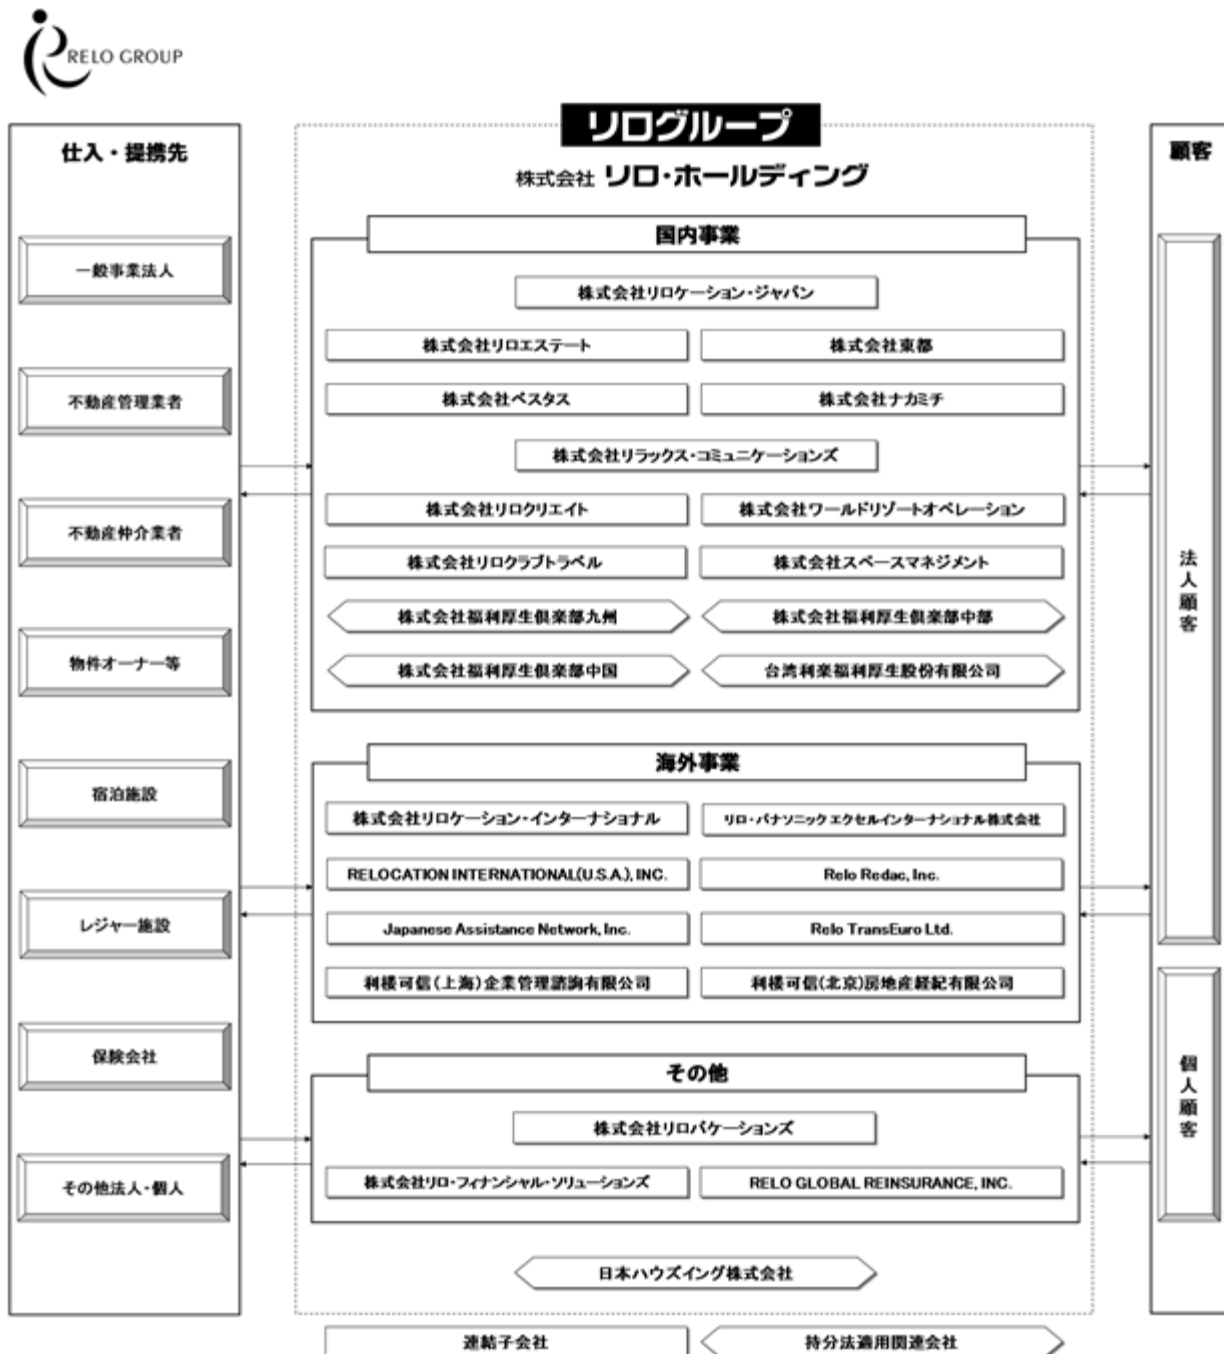 RELO GROUP
リログループ
株式会社 リロ・ホールディング
仕入・提携先
一般事業法人
不動産管理業者
不動産仲介業者
物件オーナー等
宿泊施設
レジャー施設
保険会社
その他法人・個人
国内事業
株式会社リロケーション・ジャパン
株式会社リロエステート
株式会社東都
株式会社ベスタス
株式会社ナカミチ
株式会社リラックス・コミュニケーションズ
株式会社リロクリエイト
株式会社ワールドリゾートオペレーション
株式会社リロクラブトラベル
株式会社スペースマネジメント
株式会社福利厚生倶楽部九州
株式会社福利厚生倶楽部中部
株式会社福利厚生倶楽部中国
台湾利楽福利厚生股份有限公司
海外事業
株式会社リロケーション・インターナショナル
リロ・パナソニック エクセルインターナショナル株式会社
RELOCATION INTERNATIONAL(U.S.A.), INC.
Relo Redac, Inc.
Japanese Assistance Network, Inc.
Relo TransEuro Ltd.
利楼可信(上海)企業管理諮詢有限公司
利楼可信(北京)房地産経紀有限公司
その他
株式会社リロバケーションズ
株式会社リロ・フィナンシャル・ソリューションズ
RELO GLOBAL REINSURANCE, INC.
日本ハウズイング株式会社
顧客
法人顧客
個人顧客
連結子会社
持分法適用関連会社